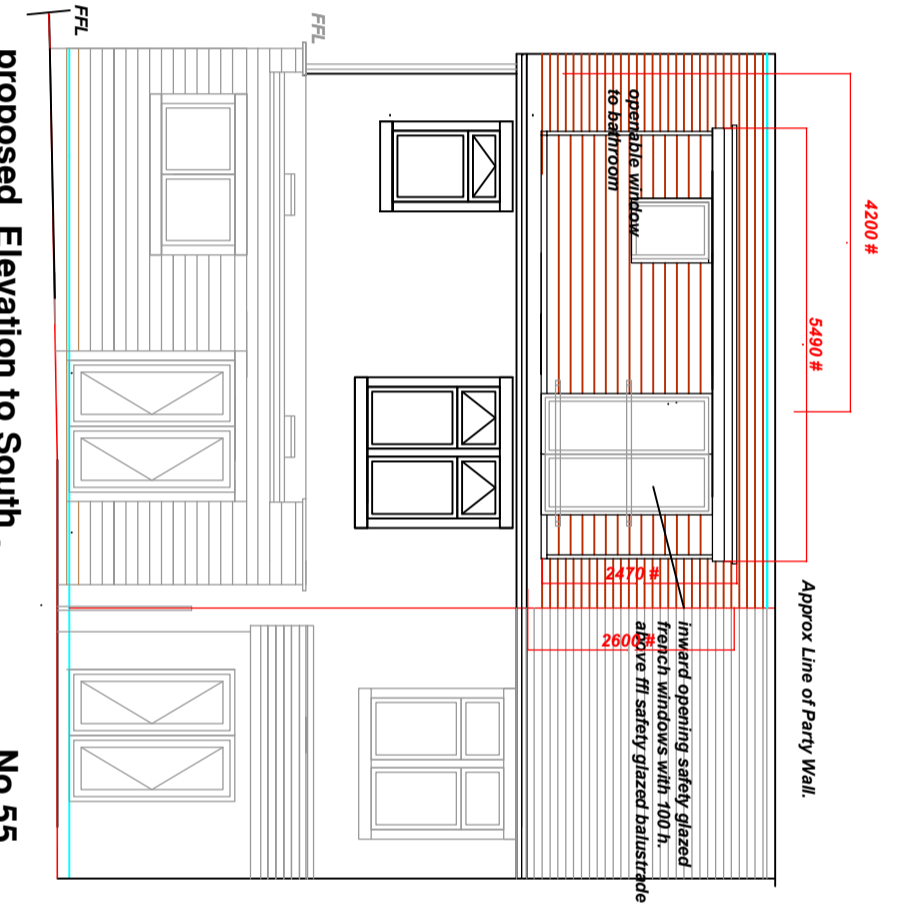 4200 #
5490 #
Approx Line of Party Wall.
openable window
to bathroom
2470 #
2600#
inward opening safety glazed
french windows with 100 h.
above ffl safety glazed balustrade
FFL
FFL
proposed Elevation to South
No 55